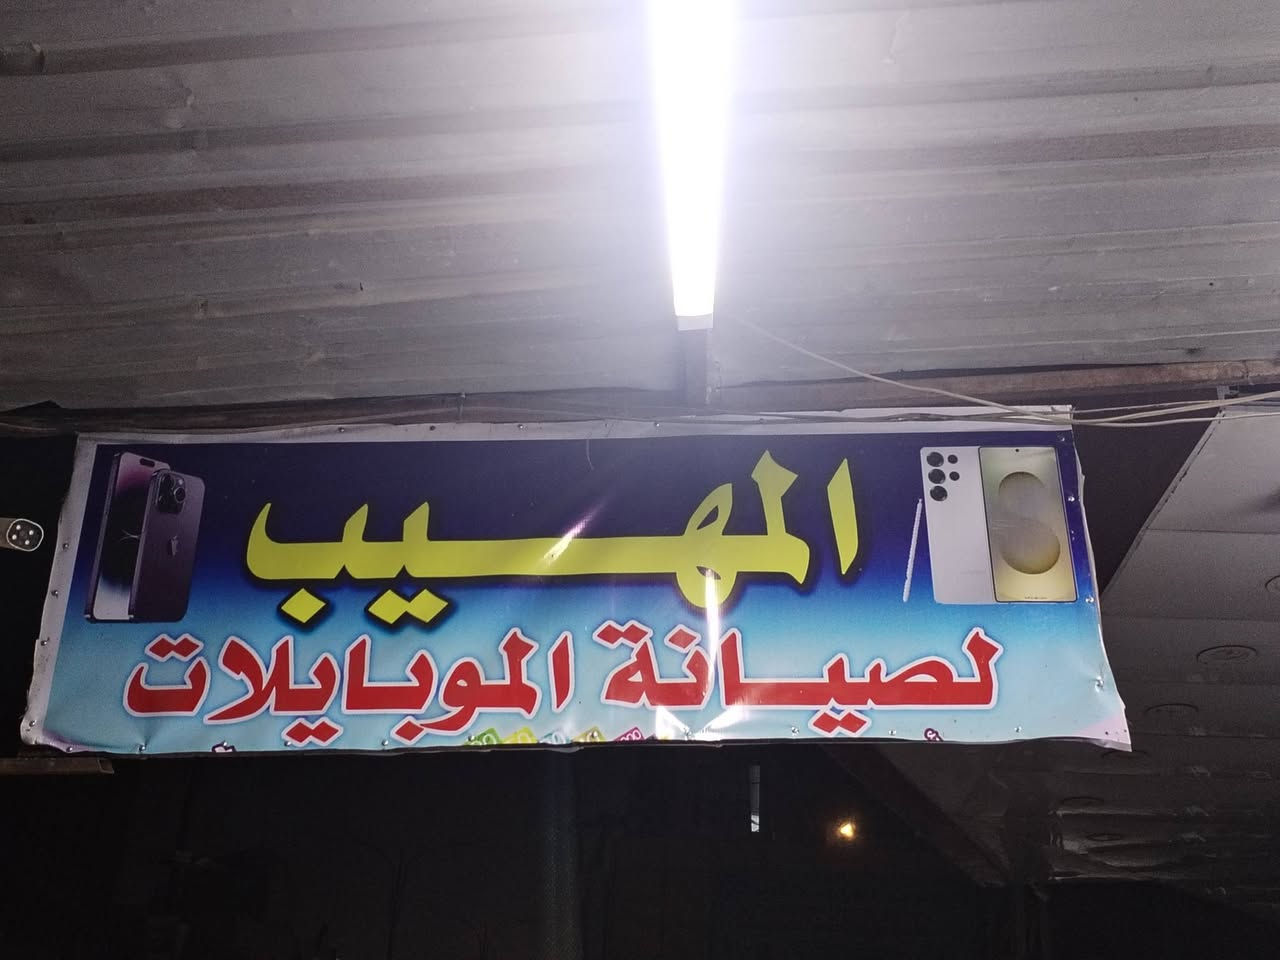 المهيب
لصيانة الموبايلات